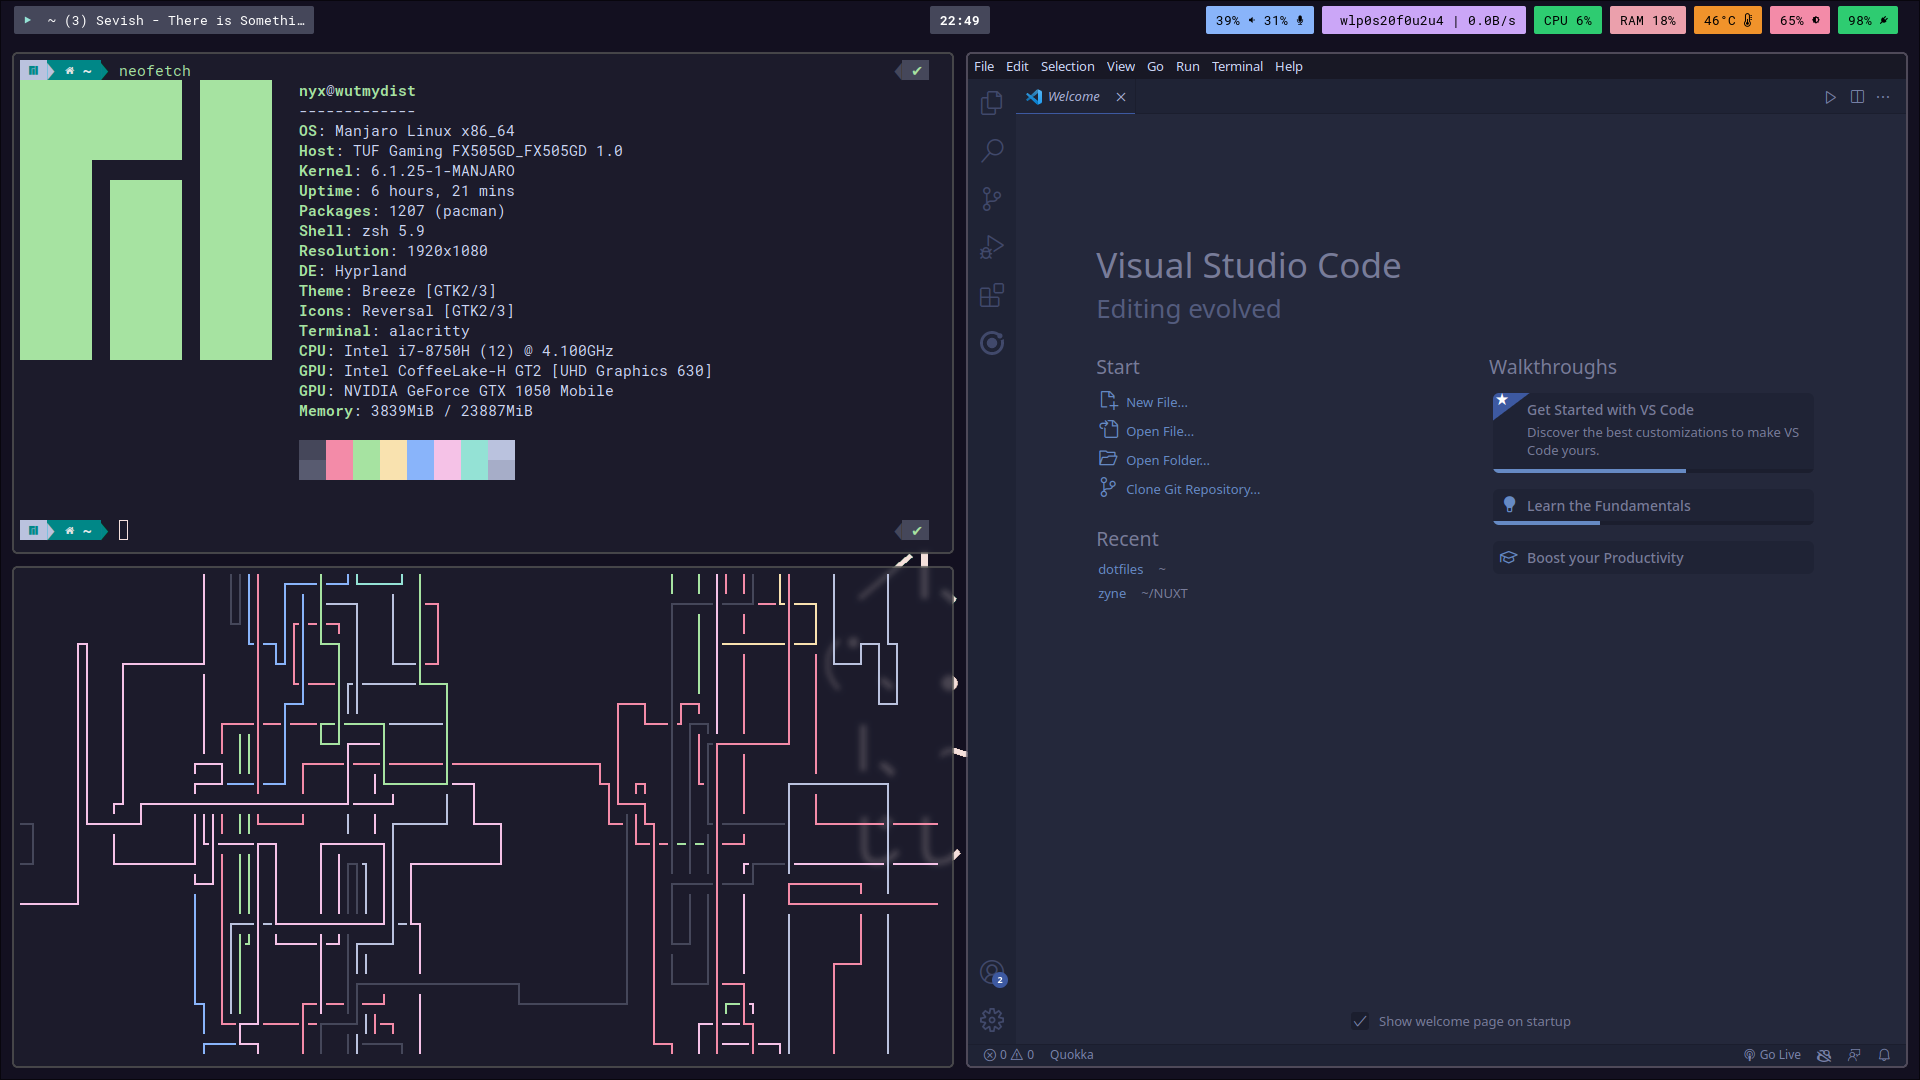 ~ (3) Sevish - There is Somethi…
22:49
39% 31%
wlp0s20f0u2u4 | 0.0B/s
CPU 6%
RAM 18%
46°C
65%
98%
~ neofetch
nyx@wutmydist
-------------
OS: Manjaro Linux x86_64
Host: TUF Gaming FX505GD_FX505GD 1.0
Kernel: 6.1.25-1-MANJARO
Uptime: 6 hours, 21 mins
Packages: 1207 (pacman)
Shell: zsh 5.9
Resolution: 1920x1080
DE: Hyprland
Theme: Breeze [GTK2/3]
Icons: Reversal [GTK2/3]
Terminal: alacritty
CPU: Intel i7-8750H (12) @ 4.100GHz
GPU: Intel CoffeeLake-H GT2 [UHD Graphics 630]
GPU: NVIDIA GeForce GTX 1050 Mobile
Memory: 3839MiB / 23887MiB
~
File Edit Selection View Go Run Terminal Help
Welcome
Visual Studio Code
Editing evolved
Start
New File...
Open File...
Open Folder...
Clone Git Repository...
Recent
dotfiles ~
zyne ~/NUXT
Walkthroughs
Get Started with VS Code
Discover the best customizations to make VS
Code yours.
Learn the Fundamentals
Boost your Productivity
2
Show welcome page on startup
0 0 Quokka
Go Live